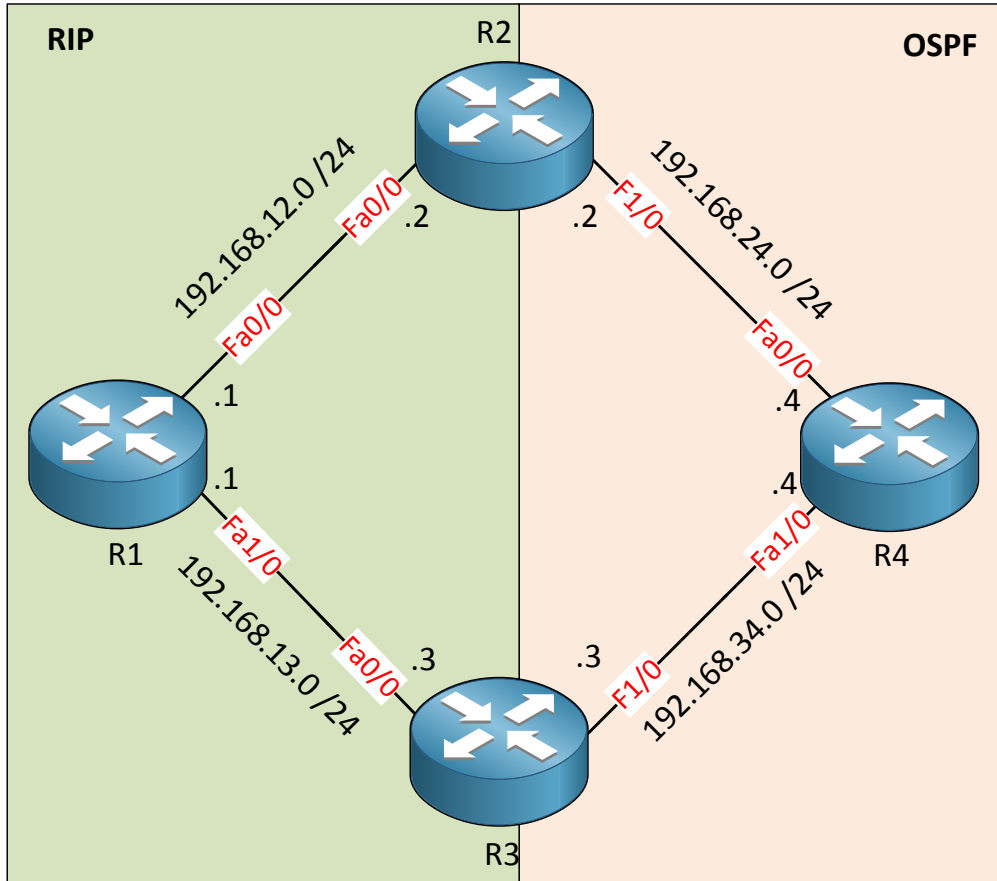 RIP
R2
OSPF
192.168.12.0 /24
Fa0/0
.2
.2
F1/0
192.168.24.0 /24
Fa0/0
Fa0/0
.1
.4
.1
.4
R1
Fa1/0
Fa1/0
R4
192.168.13.0 /24
Fa0/0
.3
.3
F1/0
192.168.34.0 /24
R3